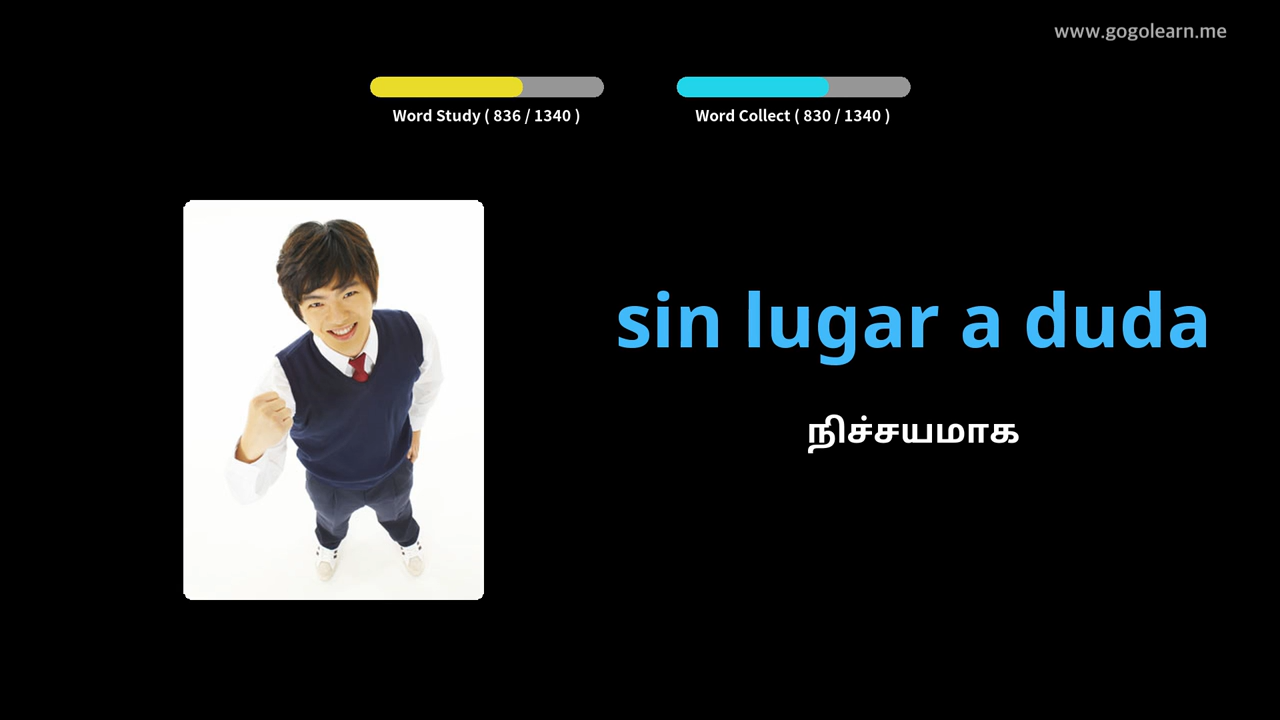 www.gogolearn.me
Word Study ( 836 / 1340 )
Word Collect ( 830 / 1340 )
sin lugar a duda
நிச்சயமாக